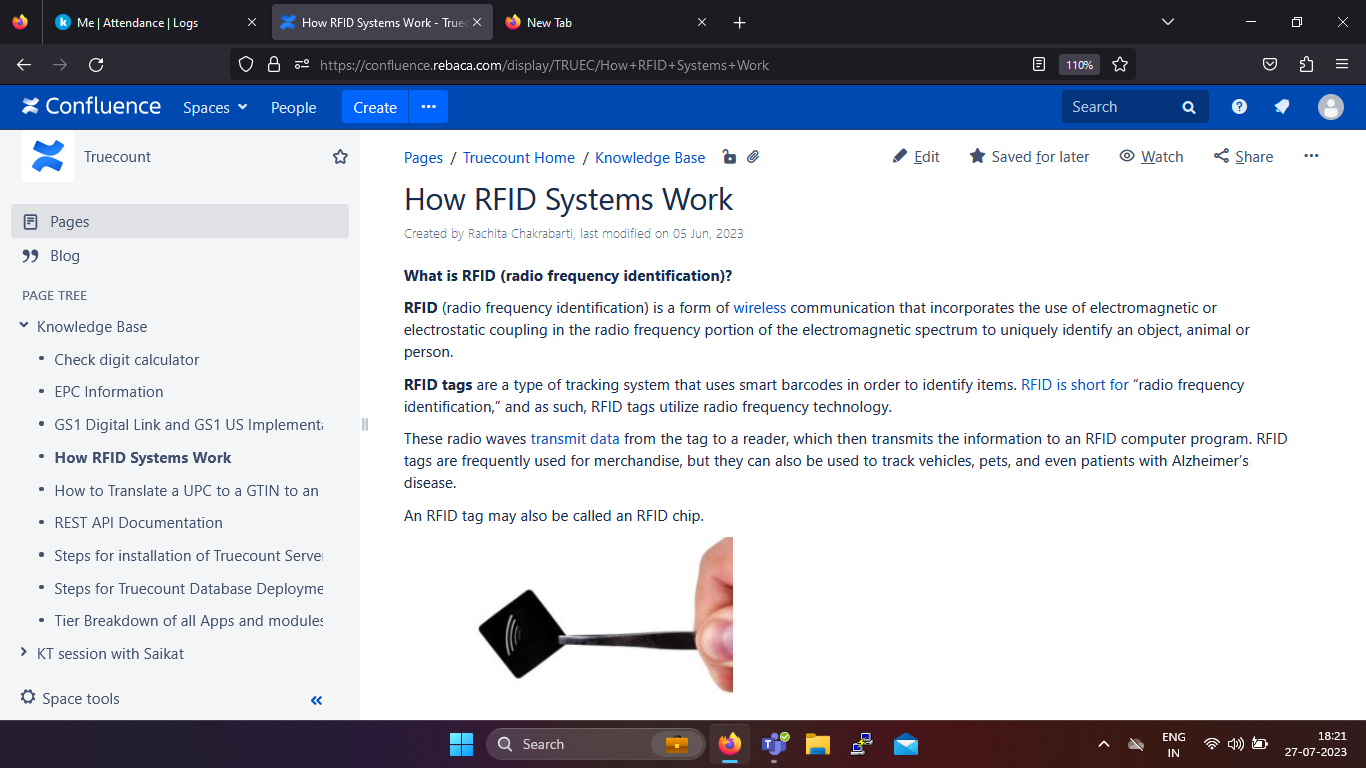 Me | Attendance | Logs
How RFID Systems Work - Truec
New Tab
https://confluence.rebaca.com/display/TRUEC/How+RFID+Systems+Work
110%
Confluence
Spaces
People
Create
Search
Truecount
Pages
Blog
PAGE TREE
Knowledge Base
Check digit calculator
EPC Information
GS1 Digital Link and GS1 US Implementa
How RFID Systems Work
How to Translate a UPC to a GTIN to an
REST API Documentation
Steps for installation of Truecount Server
Steps for Truecount Database Deployme
Tier Breakdown of all Apps and modules
KT session with Saikat
Space tools
Pages / Truecount Home / Knowledge Base
Edit
Saved for later
Watch
Share
How RFID Systems Work
Created by Rachita Chakrabarti, last modified on 05 Jun, 2023
What is RFID (radio frequency identification)?
RFID (radio frequency identification) is a form of wireless communication that incorporates the use of electromagnetic or
electrostatic coupling in the radio frequency portion of the electromagnetic spectrum to uniquely identify an object, animal or
person.
RFID tags are a type of tracking system that uses smart barcodes in order to identify items. RFID is short for “radio frequency
identification,” and as such, RFID tags utilize radio frequency technology.
These radio waves transmit data from the tag to a reader, which then transmits the information to an RFID computer program. RFID
tags are frequently used for merchandise, but they can also be used to track vehicles, pets, and even patients with Alzheimer’s
disease.
An RFID tag may also be called an RFID chip.
Search
ENG
IN
18:21
27-07-2023